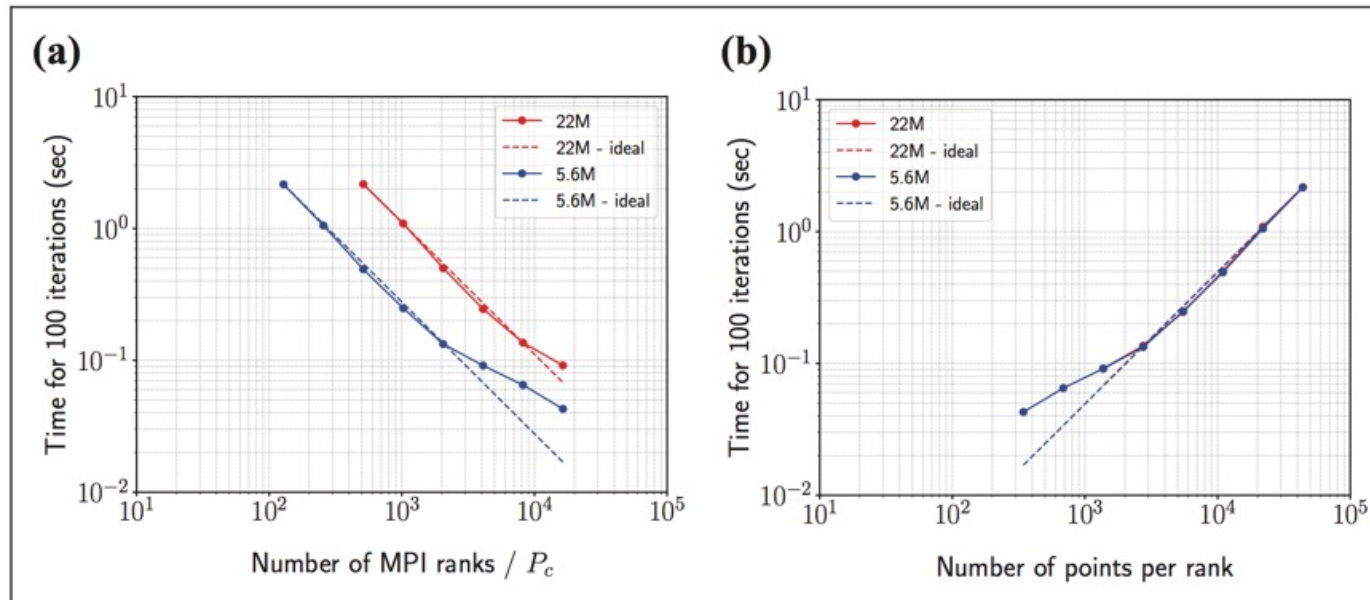 (a)
Time for 100 iterations (sec)
10^1
10^0
10^{-1}
10^{-2}
10^1
10^2
10^3
10^4
10^5
22M
22M - ideal
5.6M
5.6M - ideal
Number of MPI ranks / P_c
(b)
Time for 100 iterations (sec)
10^1
10^0
10^{-1}
10^{-2}
10^1
10^2
10^3
10^4
10^5
22M
22M - ideal
5.6M
5.6M - ideal
Number of points per rank